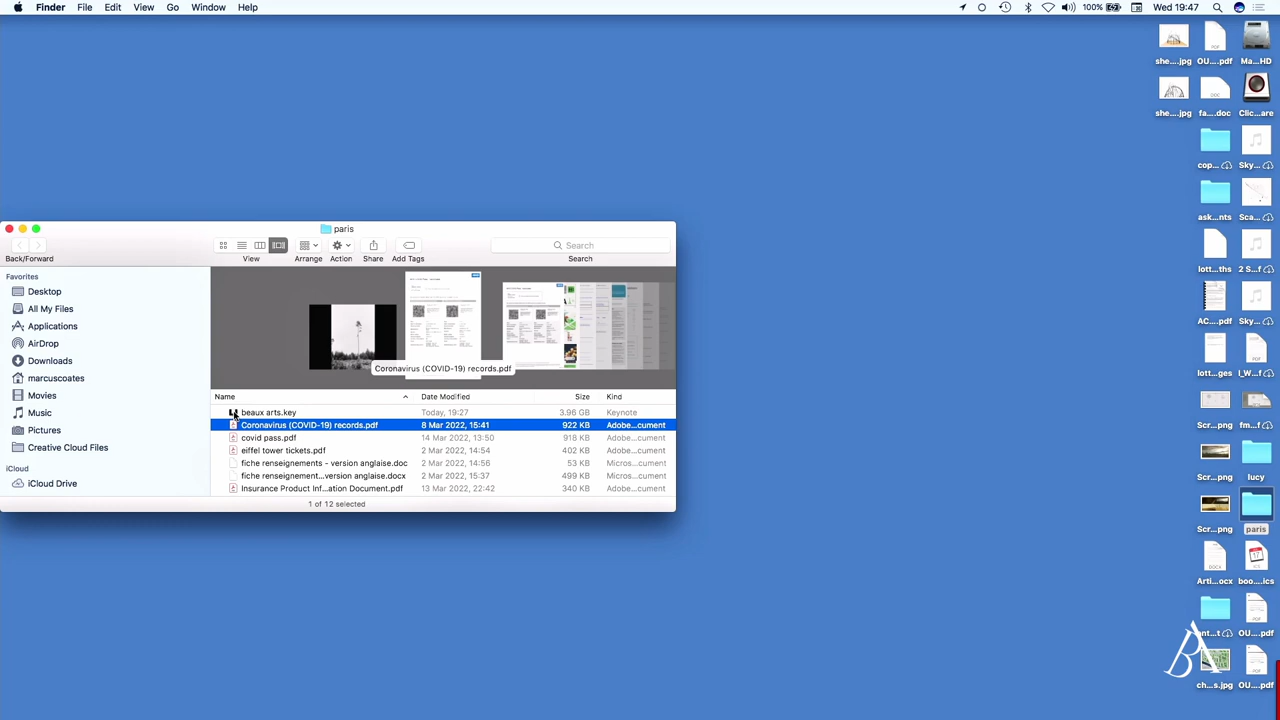 Finder File Edit View Go Window Help
100% Wed 19:47
paris
Back/Forward View Arrange Action Share Add Tags Search
Search
Favorites
Desktop
All My Files
Applications
AirDrop
Downloads
marcuscoates
Movies
Music
Pictures
Creative Cloud Files
iCloud
iCloud Drive
Coronavirus (COVID-19) records.pdf
Name Date Modified Size Kind
beaux arts.key Today, 19:27 3.96 GB Keynote
Coronavirus (COVID-19) records.pdf 8 Mar 2022, 15:41 922 KB Adobe...cument
covid pass.pdf 14 Mar 2022, 13:50 918 KB Adobe...cument
eiffel tower tickets.pdf 2 Mar 2022, 14:54 402 KB Adobe...cument
fiche renseignements - version anglaise.doc 2 Mar 2022, 14:56 53 KB Micros...cument
fiche renseignement...version anglaise.docx 2 Mar 2022, 15:37 499 KB Micros...cument
Insurance Product Inf...ation Document.pdf 13 Mar 2022, 22:42 340 KB Adobe...cument
1 of 12 selected
she....jpg OU....pdf Ma...HD
she....jpg fa....doc Clic...are
cop... Sky...
ask...nts Sca...
lott...ths 2 S...f
AC....pdf Sky...
lott...ges I_W...f
Scr...png fm...f
Scr...png lucy
Scr...png paris
Arti...ocx boo....ics
nt...t OU....pdf
ch...s.jpg OU....pdf
BA